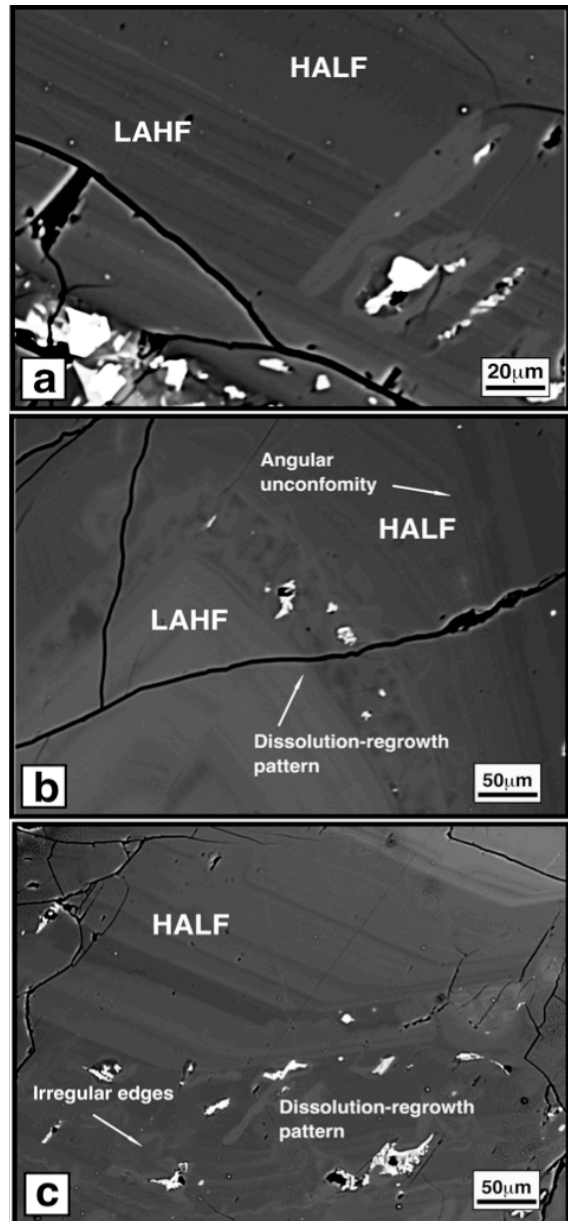 HALF
LAHF
a
20µm
Angular
unconfomity
HALF
LAHF
Dissolution-regrowth
pattern
b
50µm
HALF
Irregular edges
Dissolution-regrowth
pattern
c
50µm